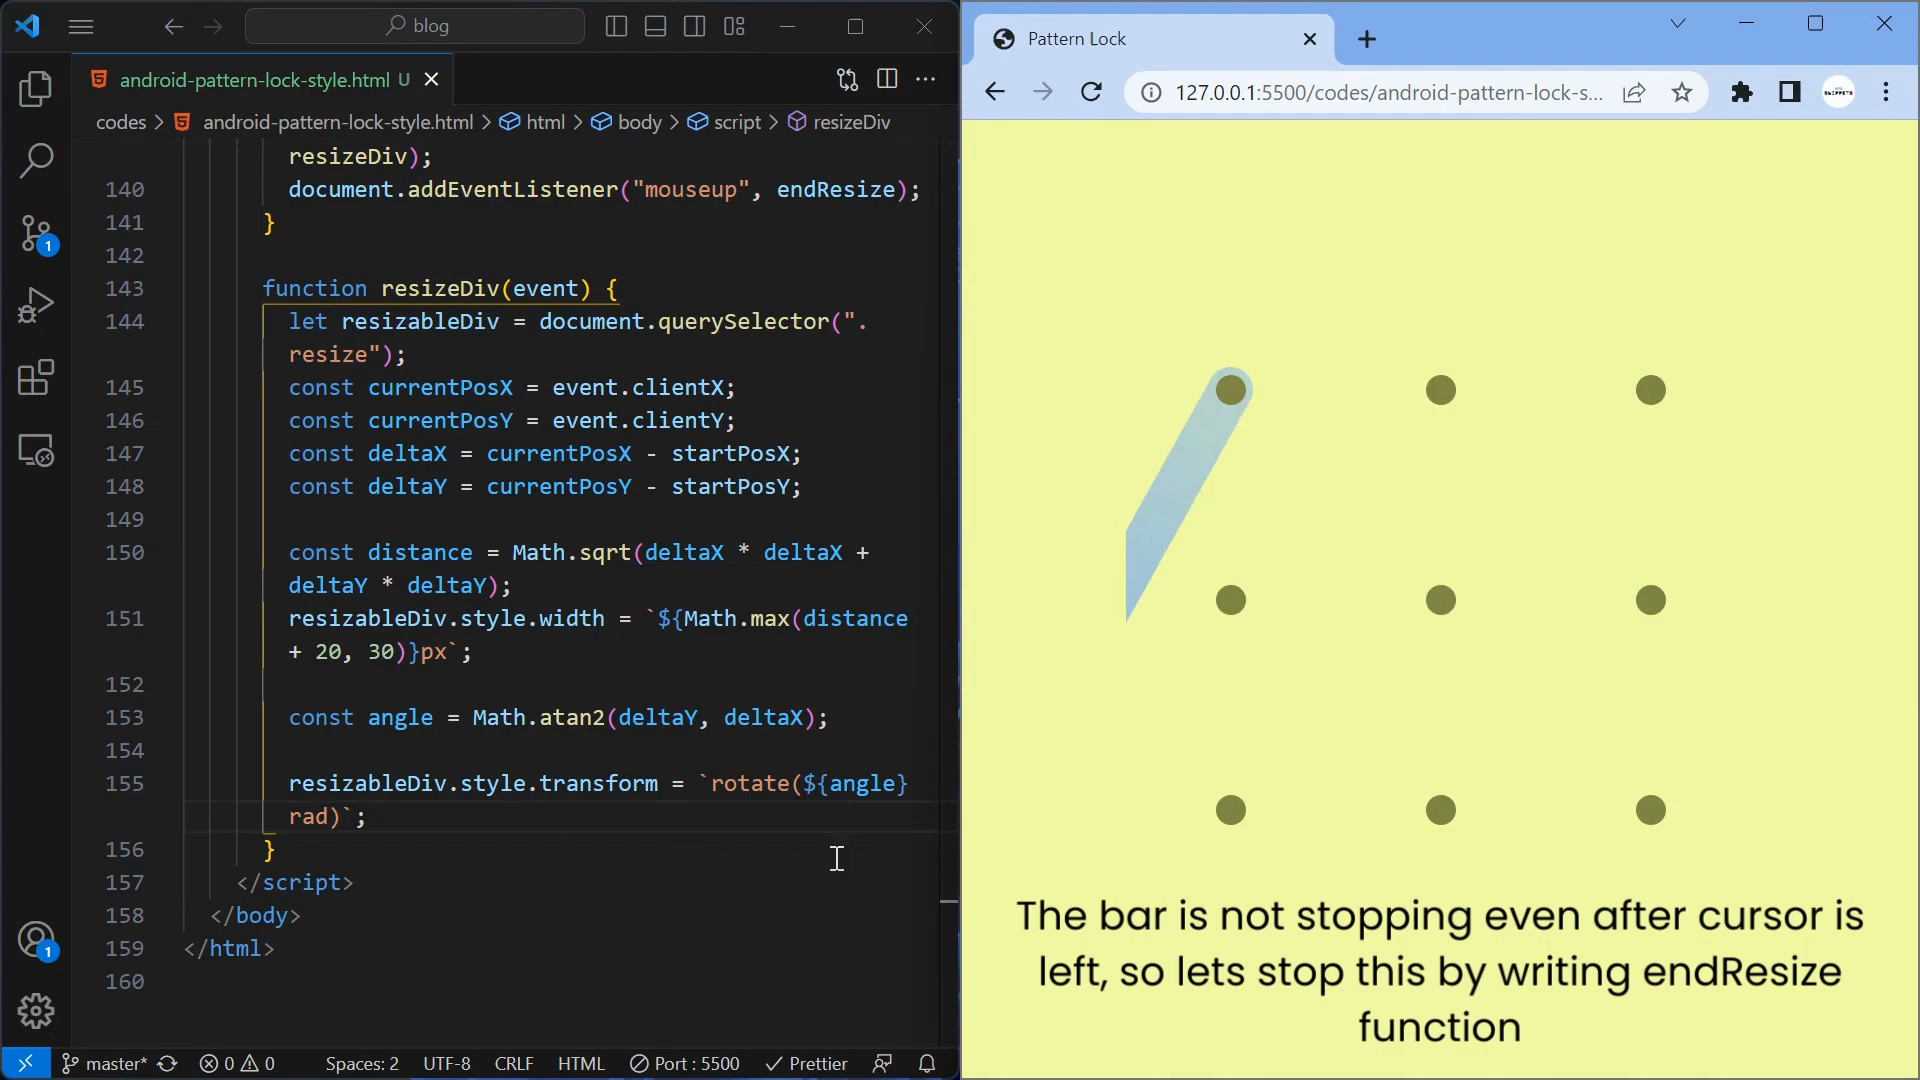 blog
android-pattern-lock-style.html U
codes > android-pattern-lock-style.html > html > body > script > resizeDiv
resizeDiv);
140 document.addEventListener("mouseup", endResize);
141 }
142
143 function resizeDiv(event) {
144 let resizableDiv = document.querySelector(".
resize");
145 const currentPosX = event.clientX;
146 const currentPosY = event.clientY;
147 const deltaX = currentPosX - startPosX;
148 const deltaY = currentPosY - startPosY;
149
150 const distance = Math.sqrt(deltaX * deltaX +
deltaY * deltaY);
151 resizableDiv.style.width = `${Math.max(distance
+ 20, 30)}px`;
152
153 const angle = Math.atan2(deltaY, deltaX);
154
155 resizableDiv.style.transform = `rotate(${angle}
rad)`;
156 }
157 </script>
158 </body>
159 </html>
160
1
1
master* 0 0 Spaces: 2 UTF-8 CRLF HTML Port : 5500 Prettier
Pattern Lock
127.0.0.1:5500/codes/android-pattern-lock-s...
The bar is not stopping even after cursor is
left, so lets stop this by writing endResize
function